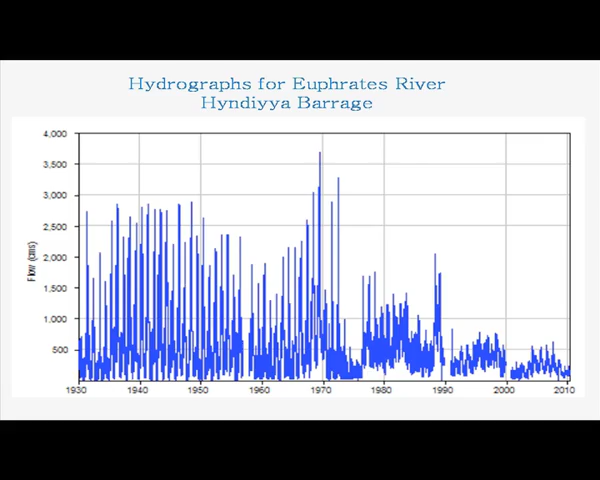 Hydrographs for Euphrates River
Hyndiyya Barrage
4,000
3,500
3,000
2,500
2,000
1,500
1,000
500
Flow (cms)
1930 1940 1950 1960 1970 1980 1990 2000 2010